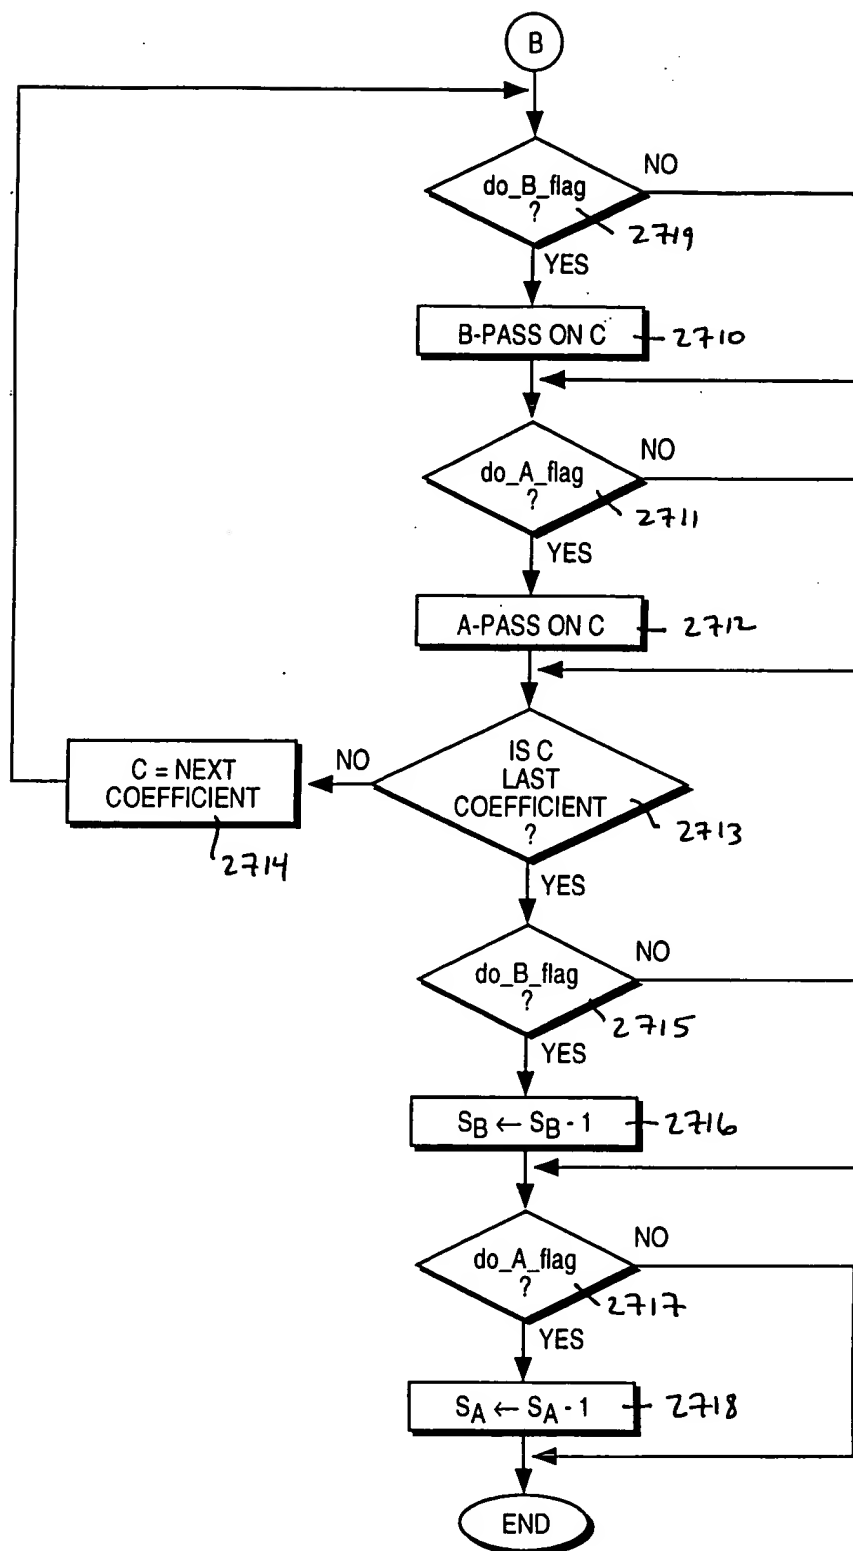 B
do_B_flag
?
NO
2719
YES
B-PASS ON C
2710
do_A_flag
?
NO
2711
YES
A-PASS ON C
2712
IS C
LAST
COEFFICIENT
?
NO
2713
C = NEXT
COEFFICIENT
2714
YES
do_B_flag
?
NO
2715
YES
SB ← SB - 1
2716
do_A_flag
?
NO
2717
YES
SA ← SA - 1
2718
END